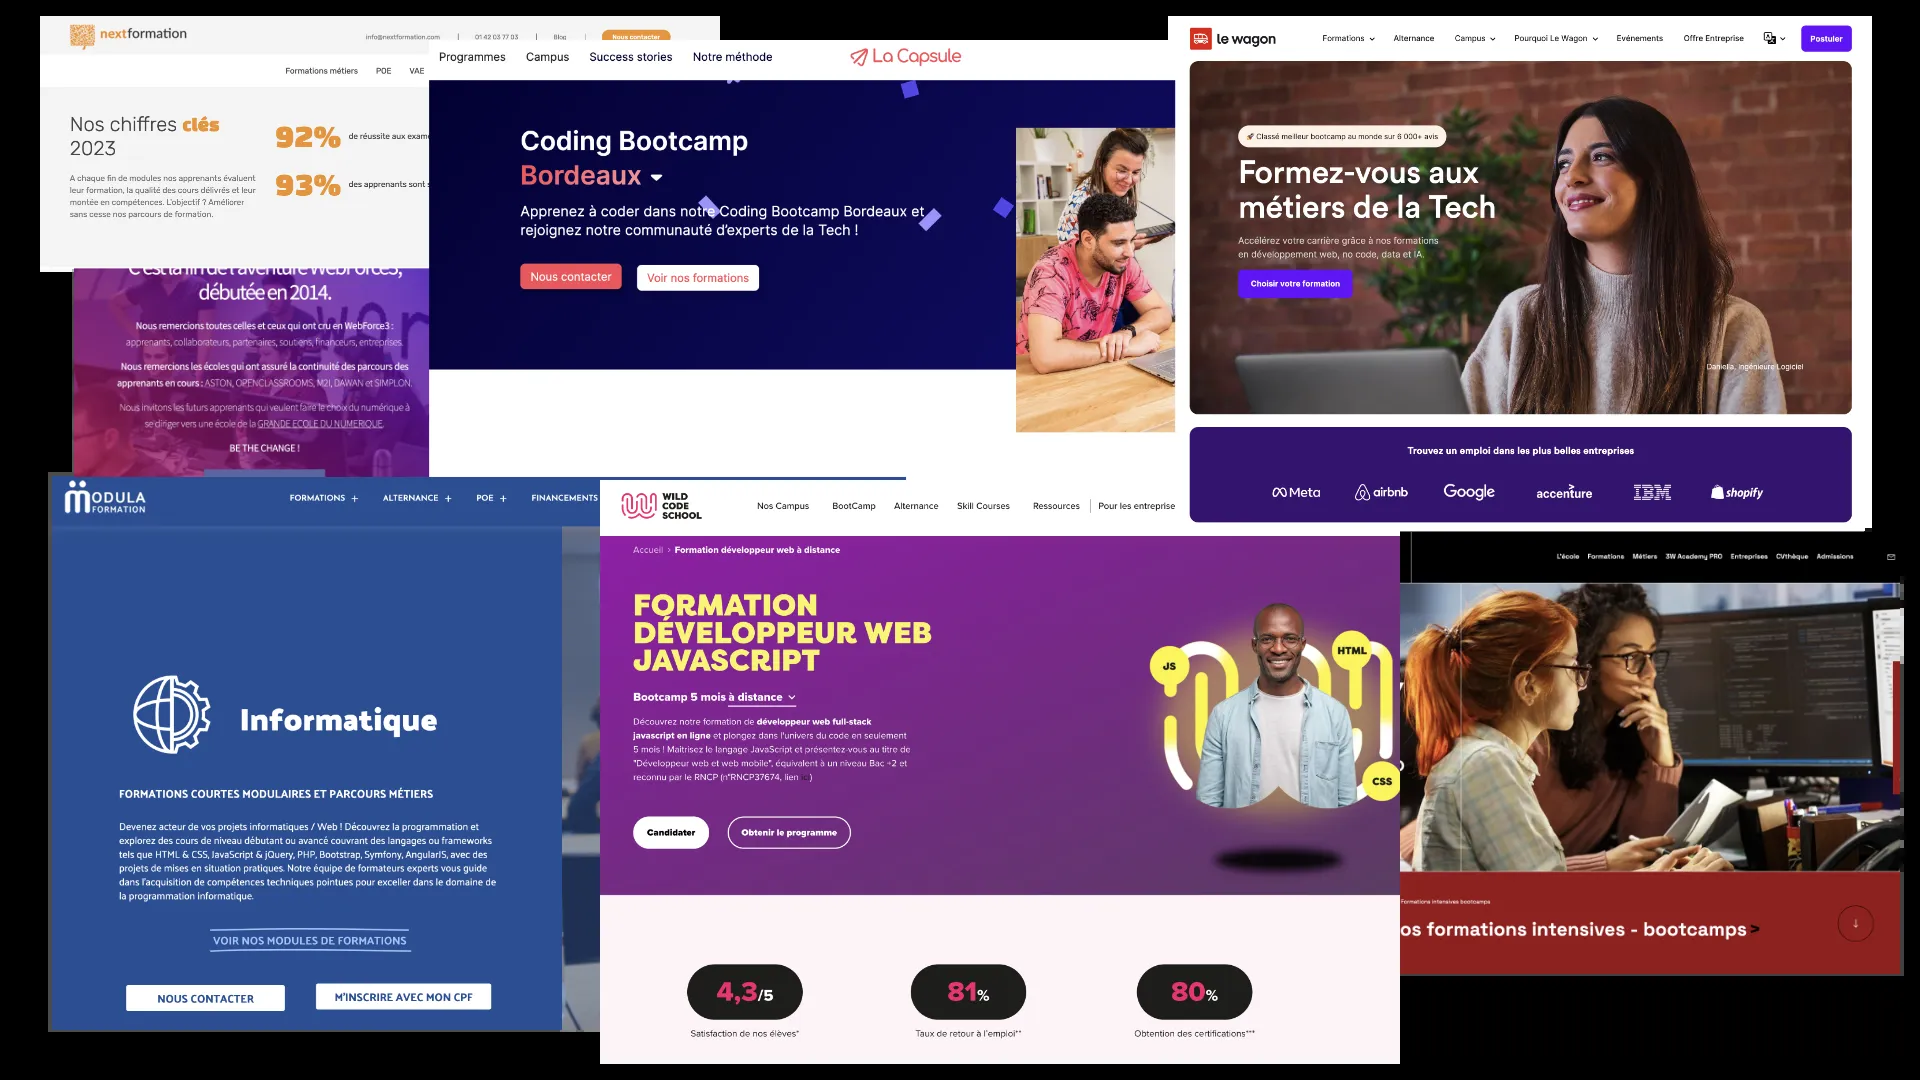 nextformation
info@nextformation.com | 01 42 03 77 03 | Blog | Nous contacter
Formations métiers POE VAE
Nos chiffres clés
2023
A chaque fin de modules nos apprenants évaluent
leur formation, la qualité des cours délivrés et leur
montée en compétences. L'objectif ? Améliorer
sans cesse nos parcours de formation.
92% de réussite aux exam
93% des apprenants sont
C'est la fin de l'aventure WebForce3,
débutée en 2014.
Nous remercions toutes celles et ceux qui ont cru en WebForce3 :
apprenants, collaborateurs, partenaires, soutiens, financeurs, entreprises.
Nous remercions les écoles qui ont assuré la continuité des parcours des
apprenants en cours : ASTON, OPENCLASSROOMS, M2I, DAWAN et SIMPLON.
Nous invitons les futurs apprenants qui veulent faire le choix du numérique à
se diriger vers une école de la GRANDE ECOLE DU NUMERIQUE.
BE THE CHANGE !
Programmes Campus Success stories Notre méthode
La Capsule
Coding Bootcamp
Bordeaux
Apprenez à coder dans notre Coding Bootcamp Bordeaux et
rejoignez notre communauté d'experts de la Tech !
Nous contacter Voir nos formations
le wagon
Formations Alternance Campus Pourquoi Le Wagon Evénements Offre Entreprise Postuler
Classé meilleur bootcamp au monde sur 6 000+ avis
Formez-vous aux
métiers de la Tech
Accélérez votre carrière grâce à nos formations
en développement web, no code, data et IA.
Choisir votre formation
Daniella, Ingénieure Logiciel
Trouvez un emploi dans les plus belles entreprises
Meta airbnb Google accenture IBM shopify
MODULA
FORMATION
FORMATIONS + ALTERNANCE + POE + FINANCEMENTS
Informatique
FORMATIONS COURTES MODULAIRES ET PARCOURS MÉTIERS
Devenez acteur de vos projets informatiques / Web ! Découvrez la programmation et
explorez des cours de niveau débutant ou avancé couvrant des langages ou frameworks
tels que HTML & CSS, JavaScript & jQuery, PHP, Bootstrap, Symfony, AngularJS, avec des
projets de mises en situation pratiques. Notre équipe de formateurs experts vous guide
dans l'acquisition de compétences techniques pointues pour exceller dans le domaine de
la programmation informatique.
VOIR NOS MODULES DE FORMATIONS
NOUS CONTACTER M'INSCRIRE AVEC MON CPF
WILD
CODE
SCHOOL
Nos Campus BootCamp Alternance Skill Courses Ressources | Pour les entreprise
Accueil › Formation développeur web à distance
FORMATION
DÉVELOPPEUR WEB
JAVASCRIPT
Bootcamp 5 mois à distance
Découvrez notre formation de développeur web full-stack
javascript en ligne et plongez dans l'univers du code en seulement
5 mois ! Maitrisez le langage JavaScript et présentez-vous au titre de
"Développeur web et web mobile", équivalent à un niveau Bac +2 et
reconnu par le RNCP (n°RNCP37674, lien ici)
Candidater Obtenir le programme
JS
HTML
CSS
4,3/5
Satisfaction de nos élèves*
81%
Taux de retour à l'emploi**
80%
Obtention des certifications***
L'école Formations Métiers 3W Academy PRO Entreprises CVthèque Admissions
Formations intensives bootcamps
os formations intensives - bootcamps >